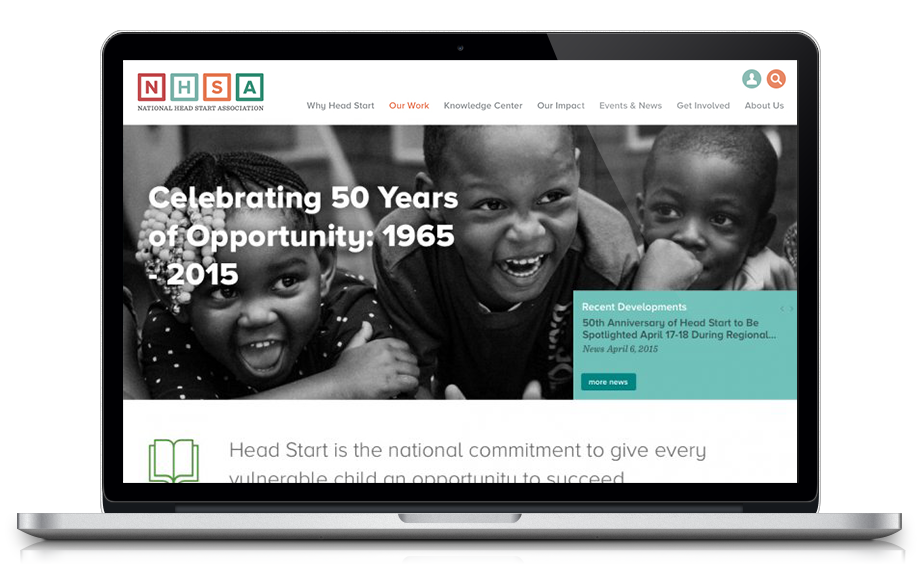 N H S A
NATIONAL HEAD START ASSOCIATION
Why Head Start Our Work Knowledge Center Our Impact Events & News Get Involved About Us
Celebrating 50 Years
of Opportunity: 1965
- 2015
Recent Developments
50th Anniversary of Head Start to Be
Spotlighted April 17-18 During Regional...
News April 6, 2015
more news
Head Start is the national commitment to give every
vulnerable child an opportunity to succeed